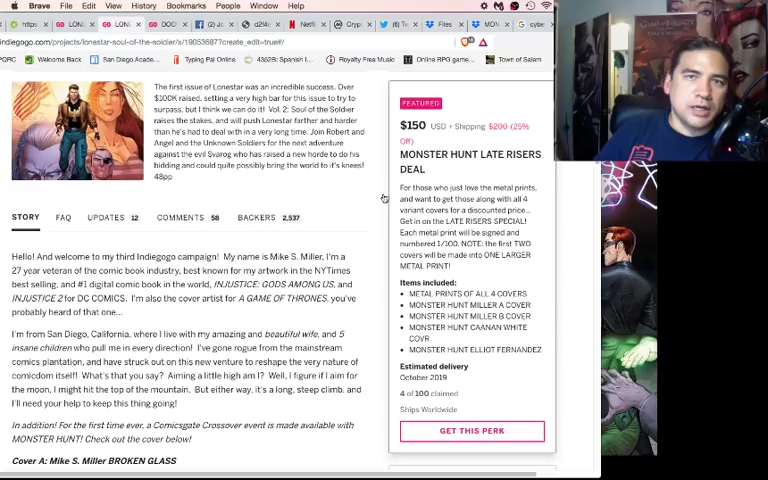 Brave File Edit View History Bookmarks People Window Help
https LONE LONE DOC (Jo d2f4r Netfli Crypt (Tw Files MON cybe
indiegogo.com/projects/lonestar-soul-of-the-soldier/x/19053687?create_edit=true#/
PQRC Welcome Back San Diego Acade... Typing Pal Online 4362B: Spanish I... Royalty Free Music Online RPG game... Town of Salem
The first issue of Lonestar was an incredible success. Over
$100K raised, setting a very high bar for this issue to try to
surpass, but I think we can do it! Vol. 2: Soul of the Soldier
raises the stakes, and will push Lonestar farther and harder
than he's had to deal with in a very long time. Join Robert and
Angel and the Unknown Soldiers for the next adventure
against the evil Svarog who has raised a new horde to do his
bidding and could quite possibly bring the world to it's knees!
48pp
STORY FAQ UPDATES 12 COMMENTS 58 BACKERS 2,537
Hello! And welcome to my third Indiegogo campaign! My name is Mike S. Miller, I'm a
27 year veteran of the comic book industry, best known for my artwork in the NYTimes
best selling, and #1 digital comic book in the world, INJUSTICE: GODS AMONG US, and
INJUSTICE 2 for DC COMICS. I'm also the cover artist for A GAME OF THRONES, you've
probably heard of that one...
I'm from San Diego, California, where I live with my amazing and beautiful wife, and 5
insane children who pull me in every direction! I've gone rogue from the mainstream
comics plantation, and have struck out on this new venture to reshape the very nature of
comicdom itself! What's that you say? Aiming a little high am I? Well, I figure if I aim for
the moon, I might hit the top of the mountain. But either way, it's a long, steep climb, and
I'll need your help to keep this thing going!
In addition! For the first time ever, a Comicsgate Crossover event is made available with
MONSTER HUNT! Check out the cover below!
Cover A: Mike S. Miller BROKEN GLASS
FEATURED
$150 USD + Shipping $200 (25%
Off)
MONSTER HUNT LATE RISERS
DEAL
For those who just love the metal prints,
and want to get those along with all 4
variant covers for a discounted price...
Get in on the LATE RISERS SPECIAL!
Each metal print will be signed and
numbered 1/100. NOTE: the first TWO
covers will be made into ONE LARGER
METAL PRINT!
Items included:
• METAL PRINTS OF ALL 4 COVERS
• MONSTER HUNT MILLER A COVER
• MONSTER HUNT MILLER B COVER
• MONSTER HUNT CAANAN WHITE
COVR
• MONSTER HUNT ELLIOT FERNANDEZ
Estimated delivery
October 2019
4 of 100 claimed
Ships Worldwide
GET THIS PERK